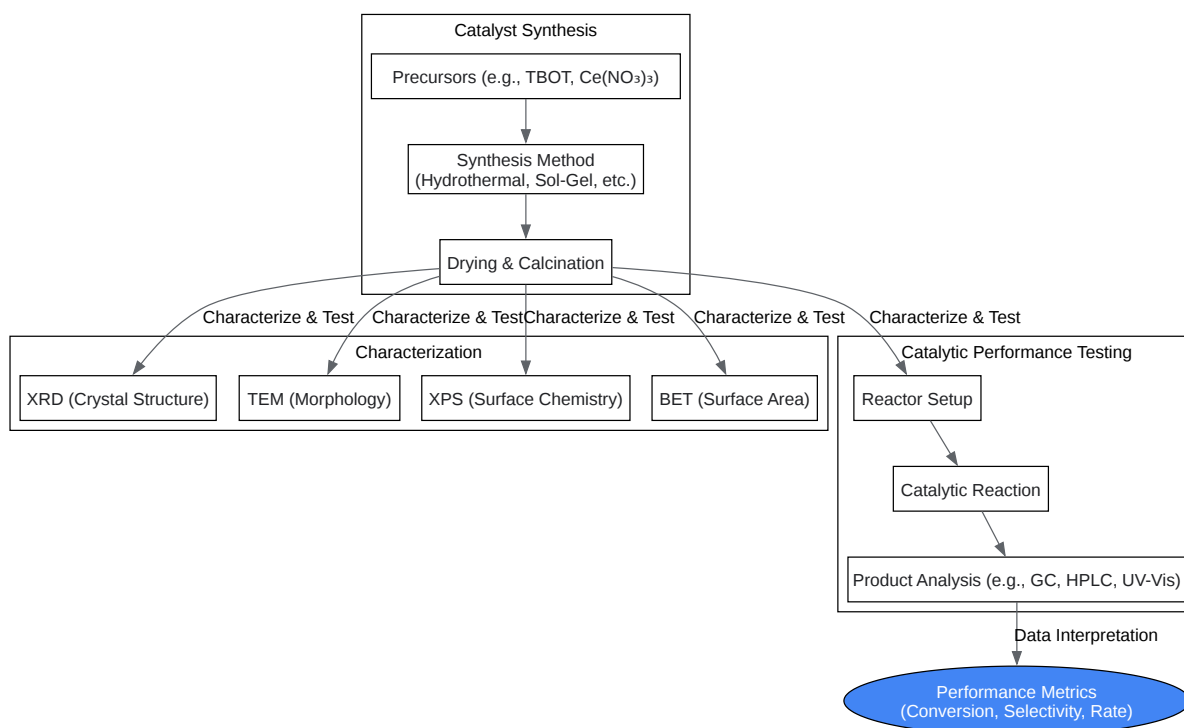 Catalyst Synthesis
Precursors (e.g., TBOT, Ce(NO₃)₃)
Synthesis Method
(Hydrothermal, Sol-Gel, etc.)
Drying & Calcination
Characterize & Test
Characterize & Test
Characterize & Test
Characterize & Test
Characterize & Test
Characterization
Catalytic Performance Testing
XRD (Crystal Structure)
TEM (Morphology)
XPS (Surface Chemistry)
BET (Surface Area)
Reactor Setup
Catalytic Reaction
Product Analysis (e.g., GC, HPLC, UV-Vis)
Data Interpretation
Performance Metrics
(Conversion, Selectivity, Rate)